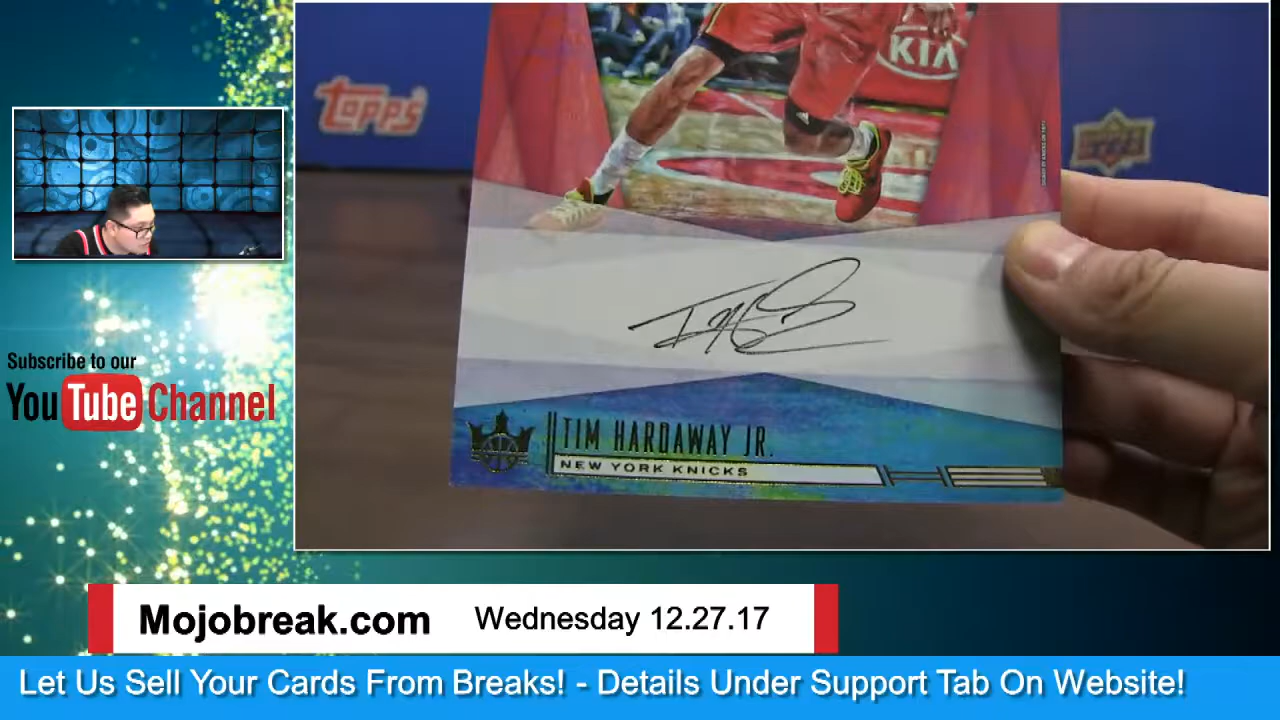 Topps
KIA
Subscribe to our
YouTube Channel
TIM HARDAWAY JR.
NEW YORK KNICKS
Mojobreak.com Wednesday 12.27.17
Let Us Sell Your Cards From Breaks! - Details Under Support Tab On Website!